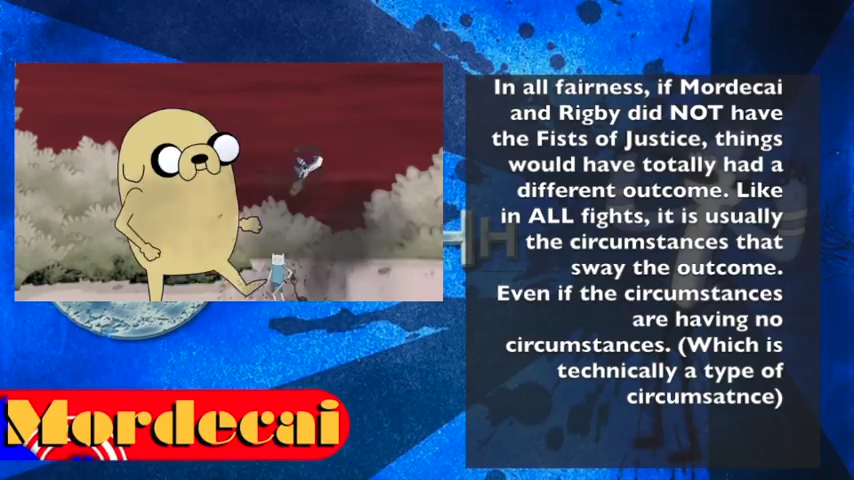 In all fairness, if Mordecai
and Rigby did NOT have
the Fists of Justice, things
would have totally had a
different outcome. Like
in ALL fights, it is usually
the circumstances that
sway the outcome.
Even if the circumstances
are having no
circumstances. (Which is
technically a type of
circumsatnce)
Mordecai